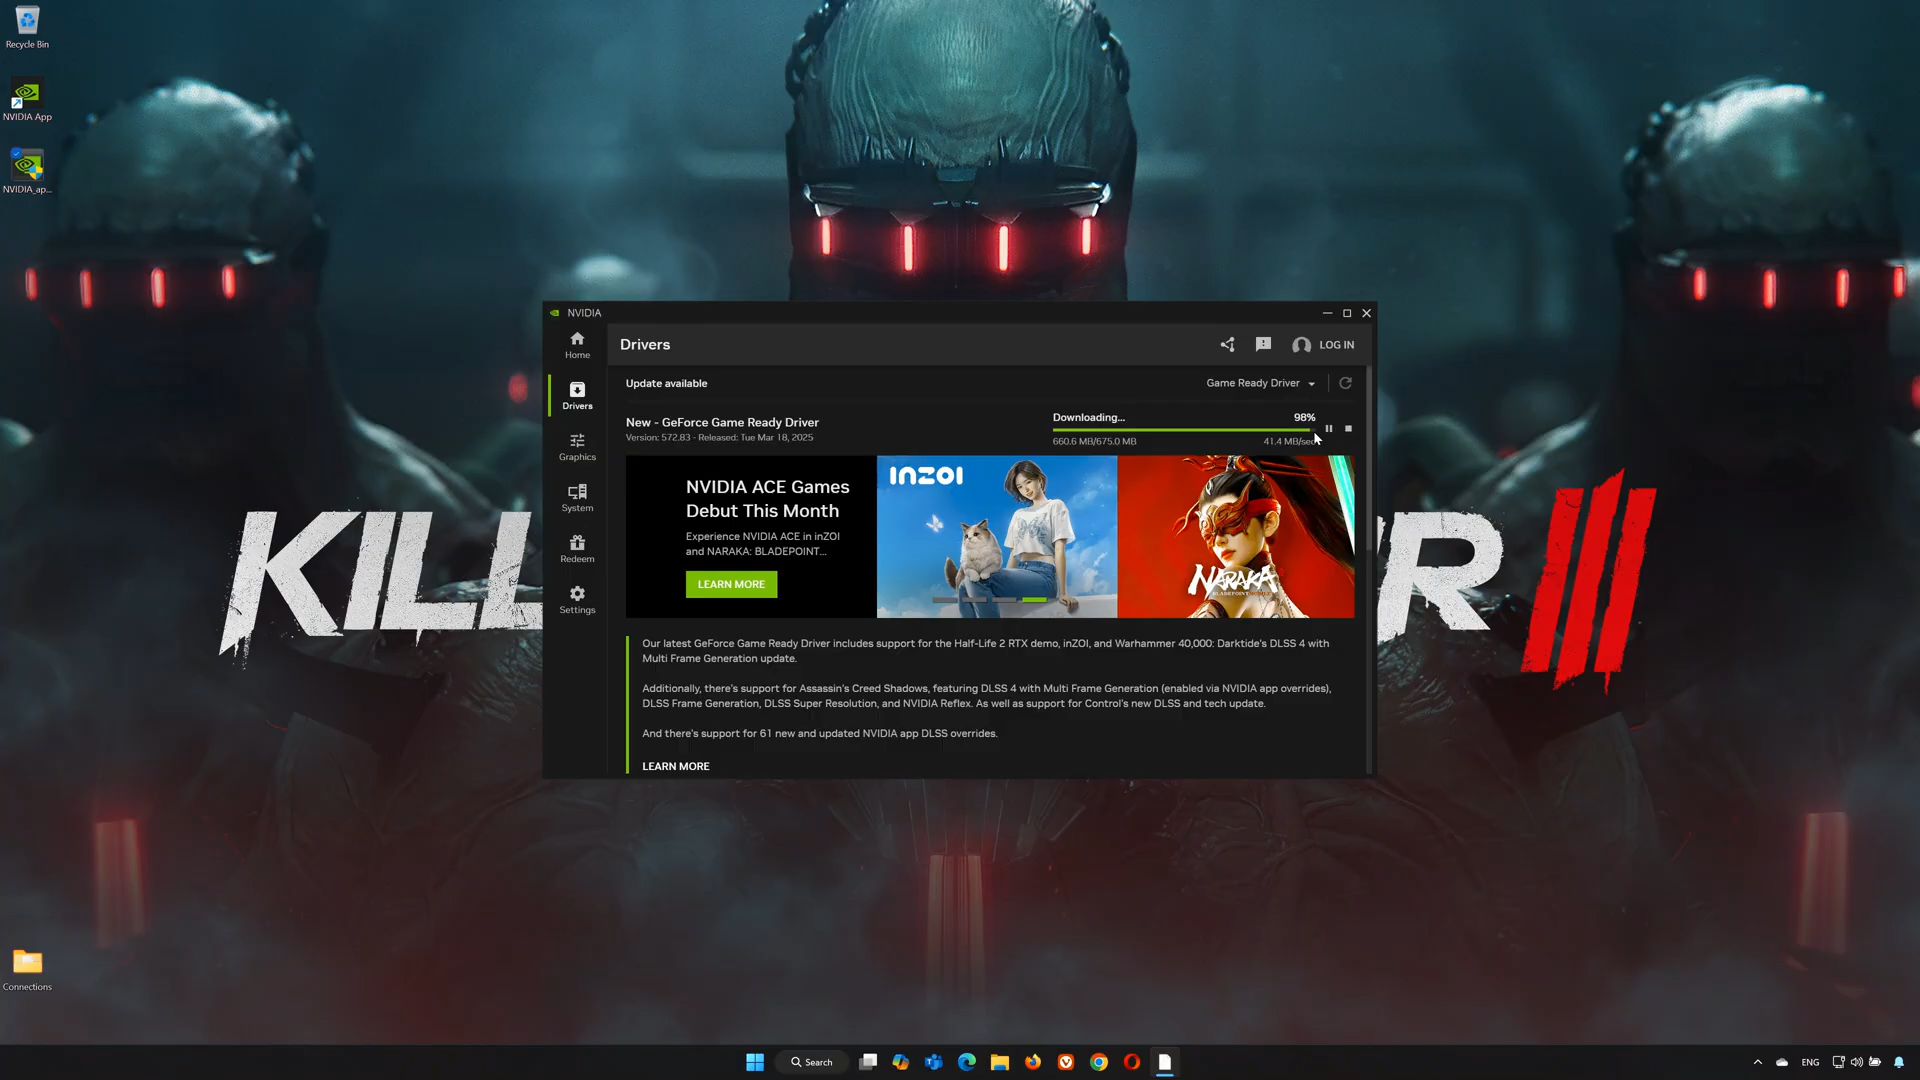 Recycle Bin
NVIDIA App
NVIDIA_ap...
Connections
KILL
R III
NVIDIA
Home
Drivers
Graphics
System
Redeem
Settings
Drivers
LOG IN
Update available
Game Ready Driver
New - GeForce Game Ready Driver
Version: 572.83 - Released: Tue Mar 18, 2025
Downloading...
98%
660.6 MB/675.0 MB
41.4 MB/sec
NVIDIA ACE Games
Debut This Month
Experience NVIDIA ACE in inZOI
and NARAKA: BLADEPOINT...
LEARN MORE
inZOI
NARAKA
BLADEPOINT
Our latest GeForce Game Ready Driver includes support for the Half-Life 2 RTX demo, inZOI, and Warhammer 40,000: Darktide's DLSS 4 with
Multi Frame Generation update.
Additionally, there's support for Assassin's Creed Shadows, featuring DLSS 4 with Multi Frame Generation (enabled via NVIDIA app overrides),
DLSS Frame Generation, DLSS Super Resolution, and NVIDIA Reflex. As well as support for Control's new DLSS and tech update.
And there's support for 61 new and updated NVIDIA app DLSS overrides.
LEARN MORE
Search
ENG